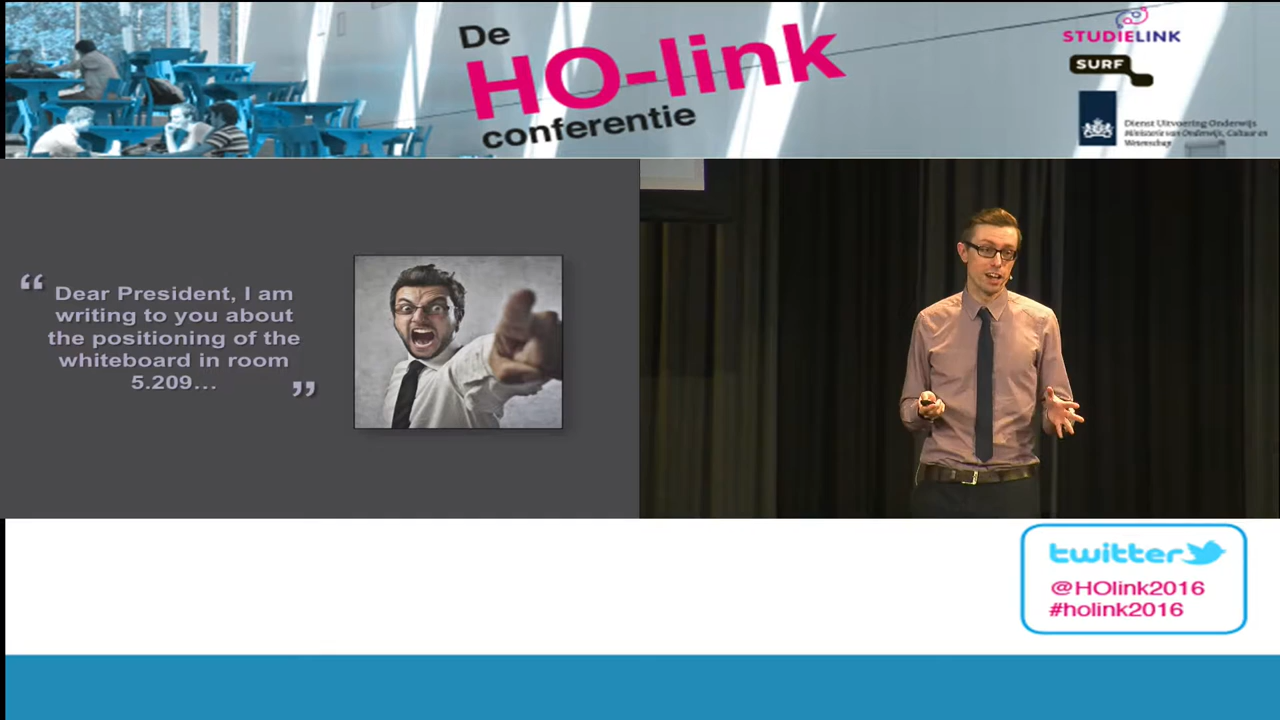 De
HO-link
conferentie
STUDIELINK
SURF
Dienst Uitvoering Onderwijs
Ministerie van Onderwijs, Cultuur en
Wetenschap
“ Dear President, I am
writing to you about
the positioning of the
whiteboard in room
5.209... ”
twitter
@HOlink2016
#holink2016